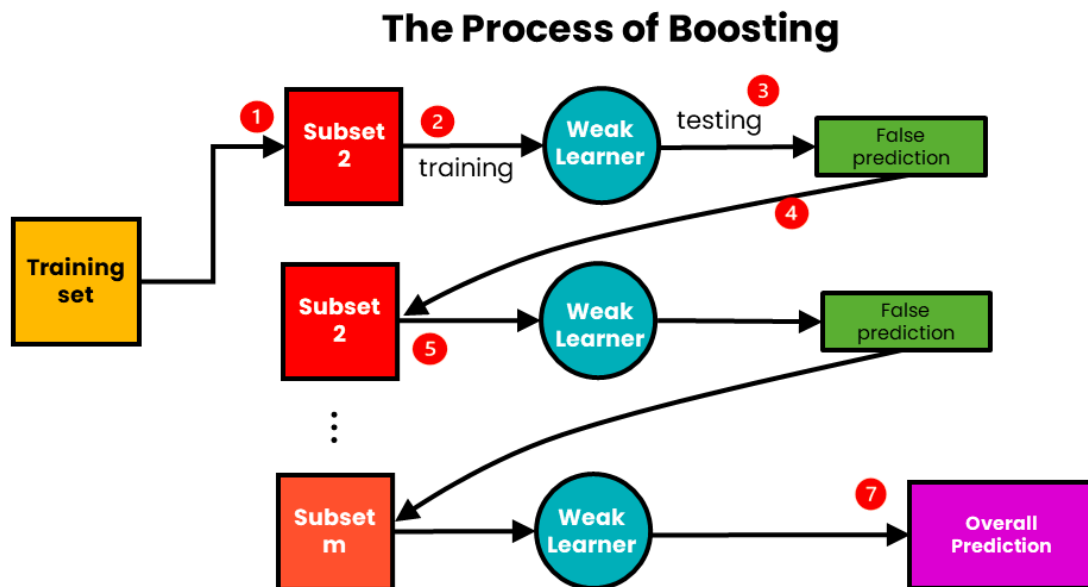 The Process of Boosting
1
2
3
Subset
2
training
Weak
Learner
testing
False
prediction
4
Training
set
Subset
2
5
Weak
Learner
False
prediction
Subset
m
Weak
Learner
7
Overall
Prediction